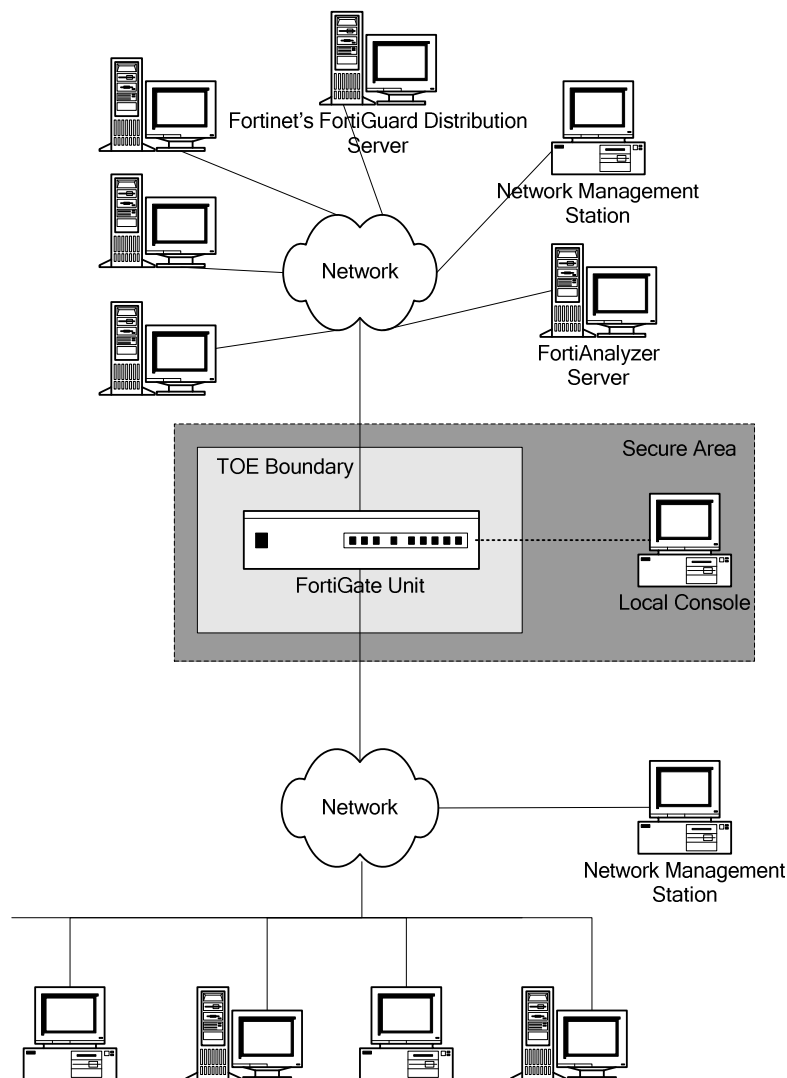 Fortinet's FortiGuard Distribution
Server
Network Management
Station
Network
FortiAnalyzer
Server
Secure Area
TOE Boundary
FortiGate Unit
Local Console
Network
Network Management
Station